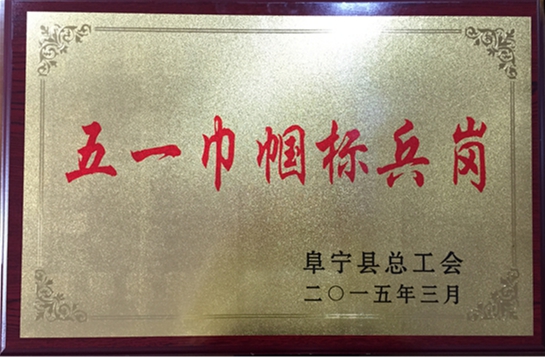 五一巾帼标兵岗
阜宁县总工会
二〇一五年三月